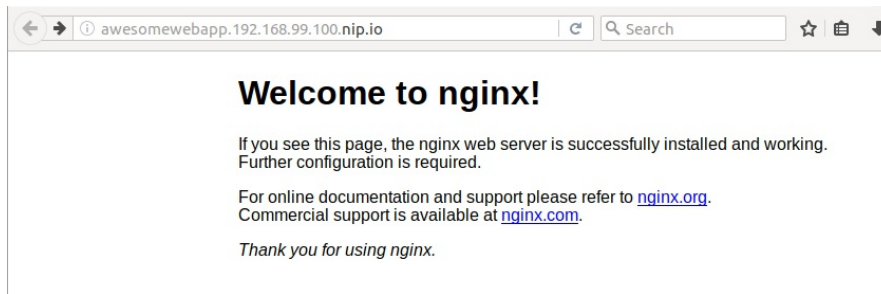 awesomewebapp.192.168.99.100.nip.io
Search
Welcome to nginx!
If you see this page, the nginx web server is successfully installed and working.
Further configuration is required.
For online documentation and support please refer to nginx.org.
Commercial support is available at nginx.com.
Thank you for using nginx.